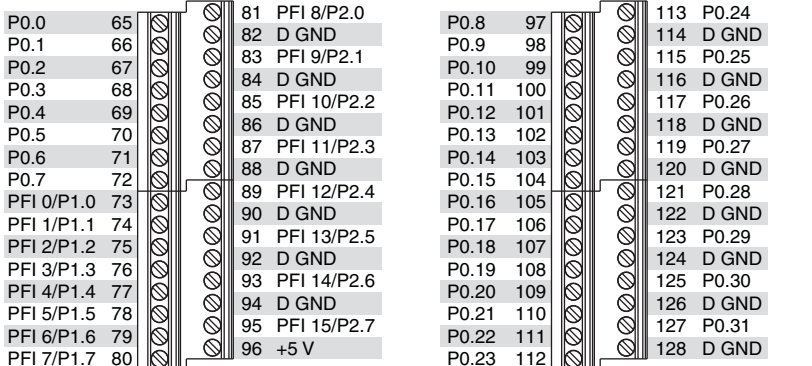 P0.0 65
P0.1 66
P0.2 67
P0.3 68
P0.4 69
P0.5 70
P0.6 71
P0.7 72
PFI 0/P1.0 73
PFI 1/P1.1 74
PFI 2/P1.2 75
PFI 3/P1.3 76
PFI 4/P1.4 77
PFI 5/P1.5 78
PFI 6/P1.6 79
PFI 7/P1.7 80
81 PFI 8/P2.0
82 D GND
83 PFI 9/P2.1
84 D GND
85 PFI 10/P2.2
86 D GND
87 PFI 11/P2.3
88 D GND
89 PFI 12/P2.4
90 D GND
91 PFI 13/P2.5
92 D GND
93 PFI 14/P2.6
94 D GND
95 PFI 15/P2.7
96 +5 V
P0.8 97
P0.9 98
P0.10 99
P0.11 100
P0.12 101
P0.13 102
P0.14 103
P0.15 104
P0.16 105
P0.17 106
P0.18 107
P0.19 108
P0.20 109
P0.21 110
P0.22 111
P0.23 112
113 P0.24
114 D GND
115 P0.25
116 D GND
117 P0.26
118 D GND
119 P0.27
120 D GND
121 P0.28
122 D GND
123 P0.29
124 D GND
125 P0.30
126 D GND
127 P0.31
128 D GND